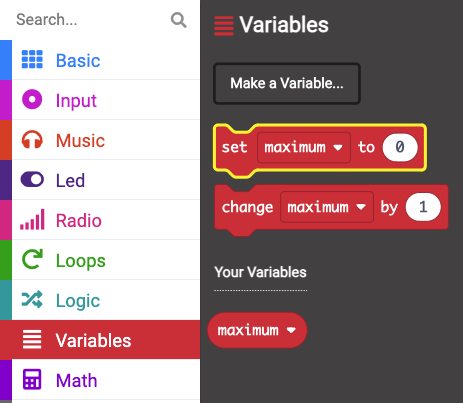 Search...
Basic
Input
Music
Led
Radio
Loops
Logic
Variables
Math
Variables
Make a Variable...
set maximum to 0
change maximum by 1
Your Variables
maximum